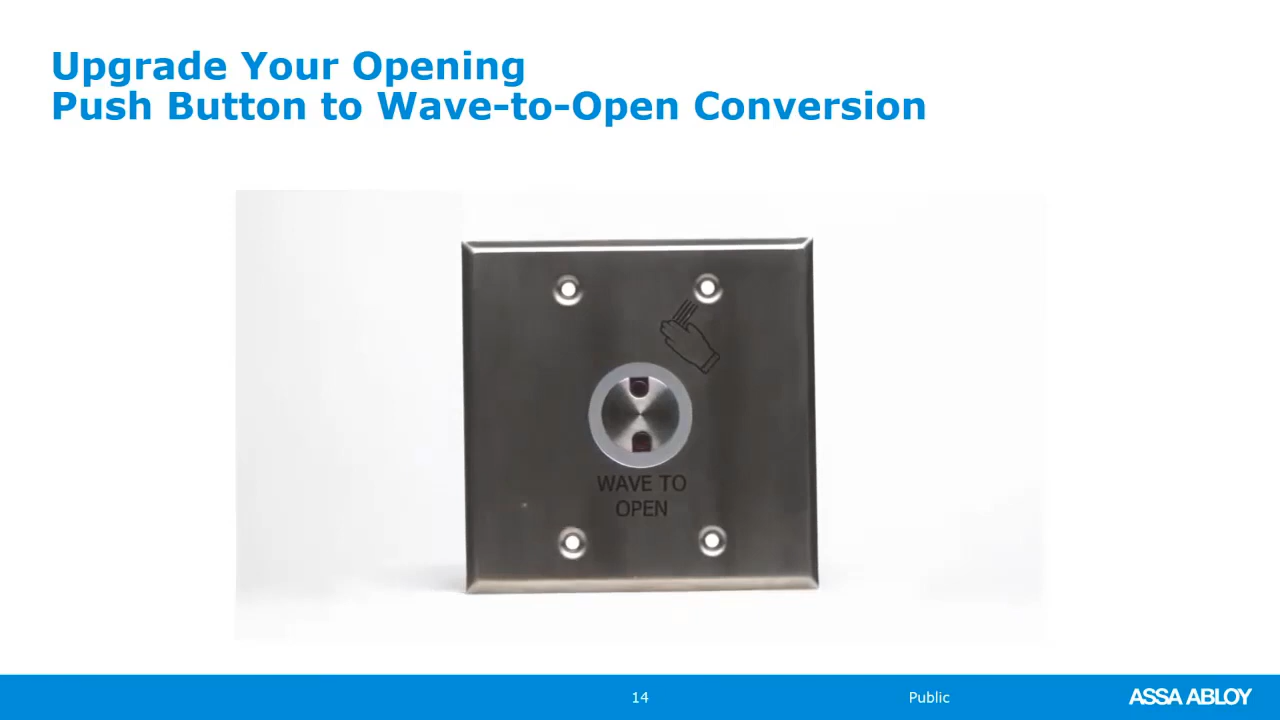 Upgrade Your Opening
Push Button to Wave-to-Open Conversion
WAVE TO
OPEN
14
Public
ASSA ABLOY